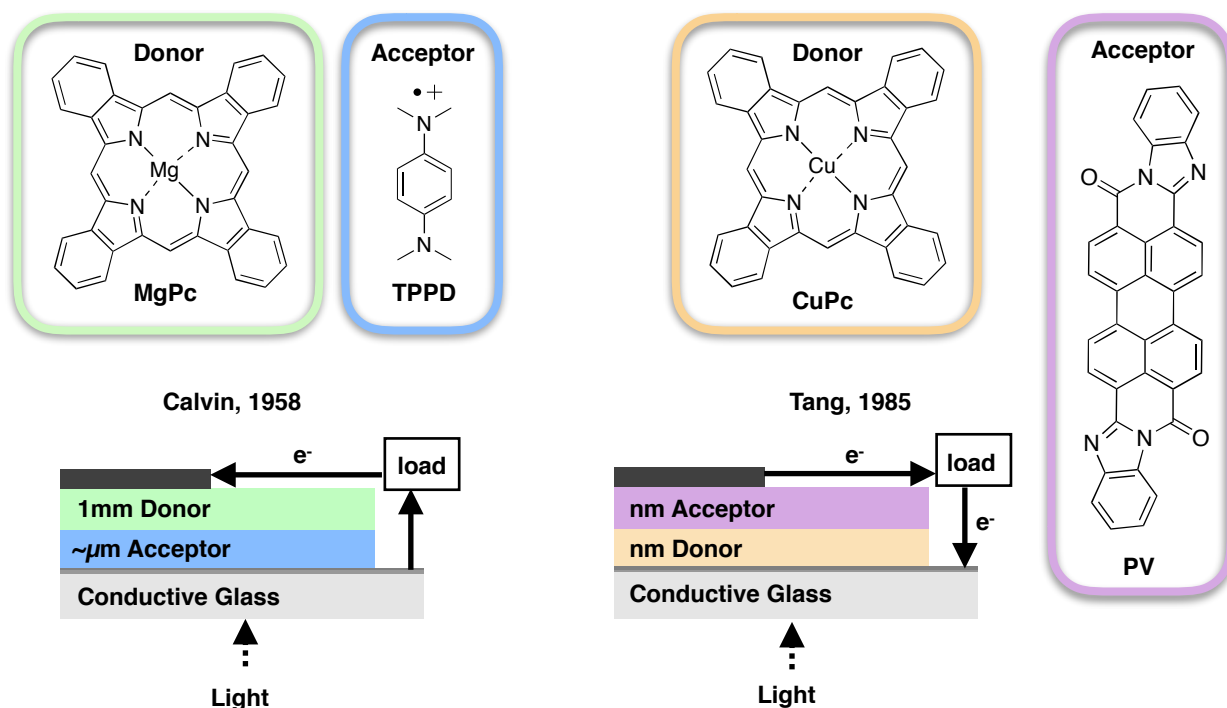 Donor
N
N
Mg
N
N
MgPc
Acceptor
• +
N
N
TPPD
Donor
N
N
Cu
N
N
CuPc
Acceptor
O
N
N
N
N
O
PV
Calvin, 1958
e-
load
1mm Donor
~µm Acceptor
Conductive Glass
Light
Tang, 1985
e-
load
e-
nm Acceptor
nm Donor
Conductive Glass
Light